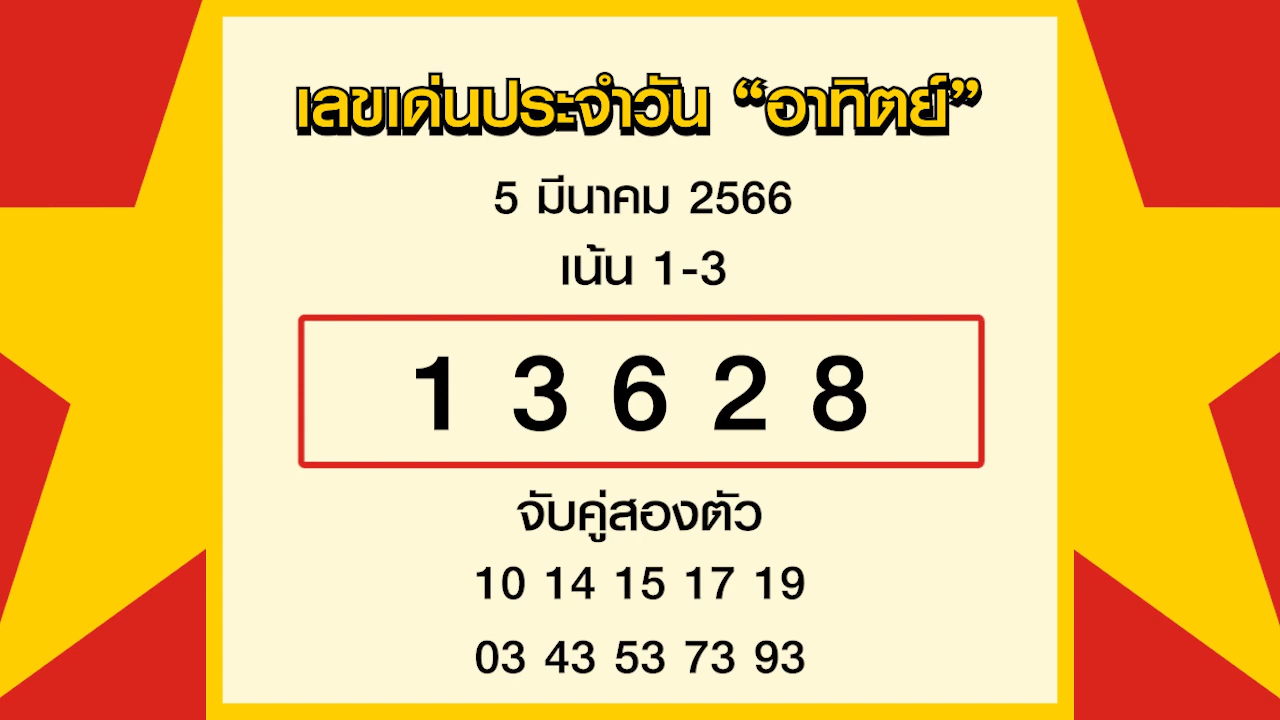 เลขเด่นประจำวัน “อาทิตย์”
5 มีนาคม 2566
เน้น 1-3
1 3 6 2 8
จับคู่สองตัว
10 14 15 17 19
03 43 53 73 93